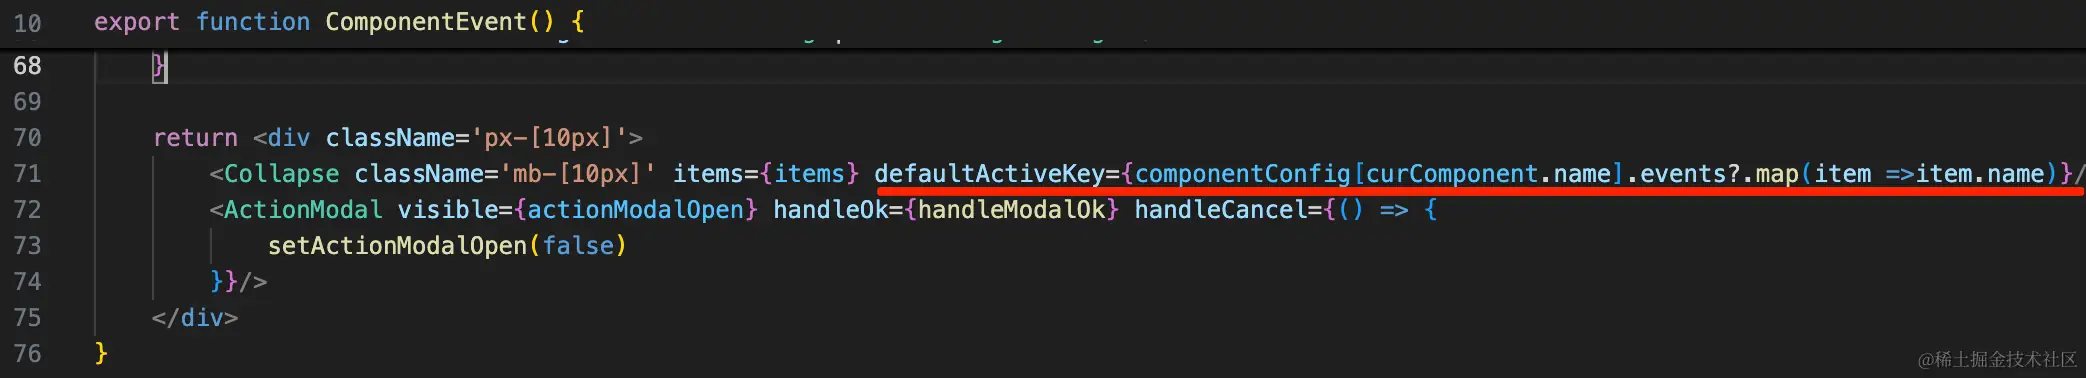 10 export function ComponentEvent() {
68 }
69
70 return <div className='px-[10px]'>
71 <Collapse className='mb-[10px]' items={items} defaultActiveKey={componentConfig[curComponent.name].events?.map(item =>item.name)}/
72 <ActionModal visible={actionModalOpen} handleOk={handleModalOk} handleCancel={() => {
73 setActionModalOpen(false)
74 }}/>
75 </div>
76 }
@稀土掘金技术社区